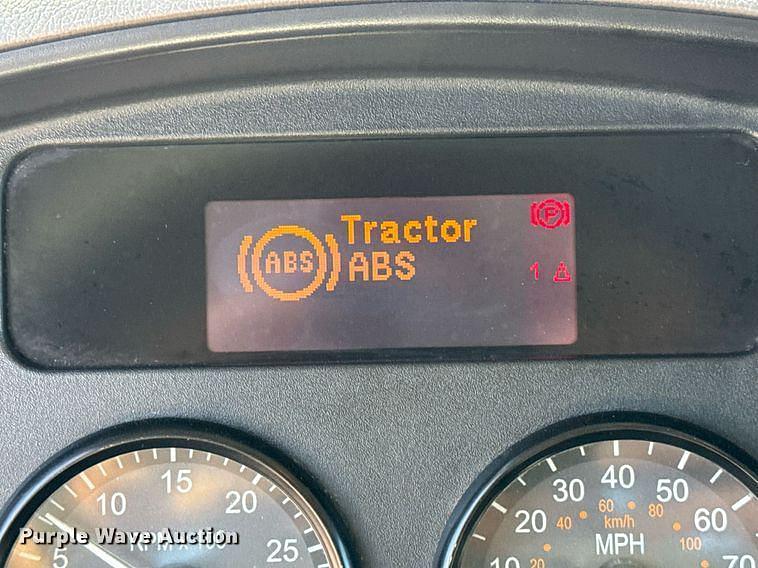 Tractor
ABS ABS
P
1
5 10 15 20 25
RPM x 100
10 20 30 40 50 60 70
20 40 60 80 100
km/h
MPH
Purple Wave Auction